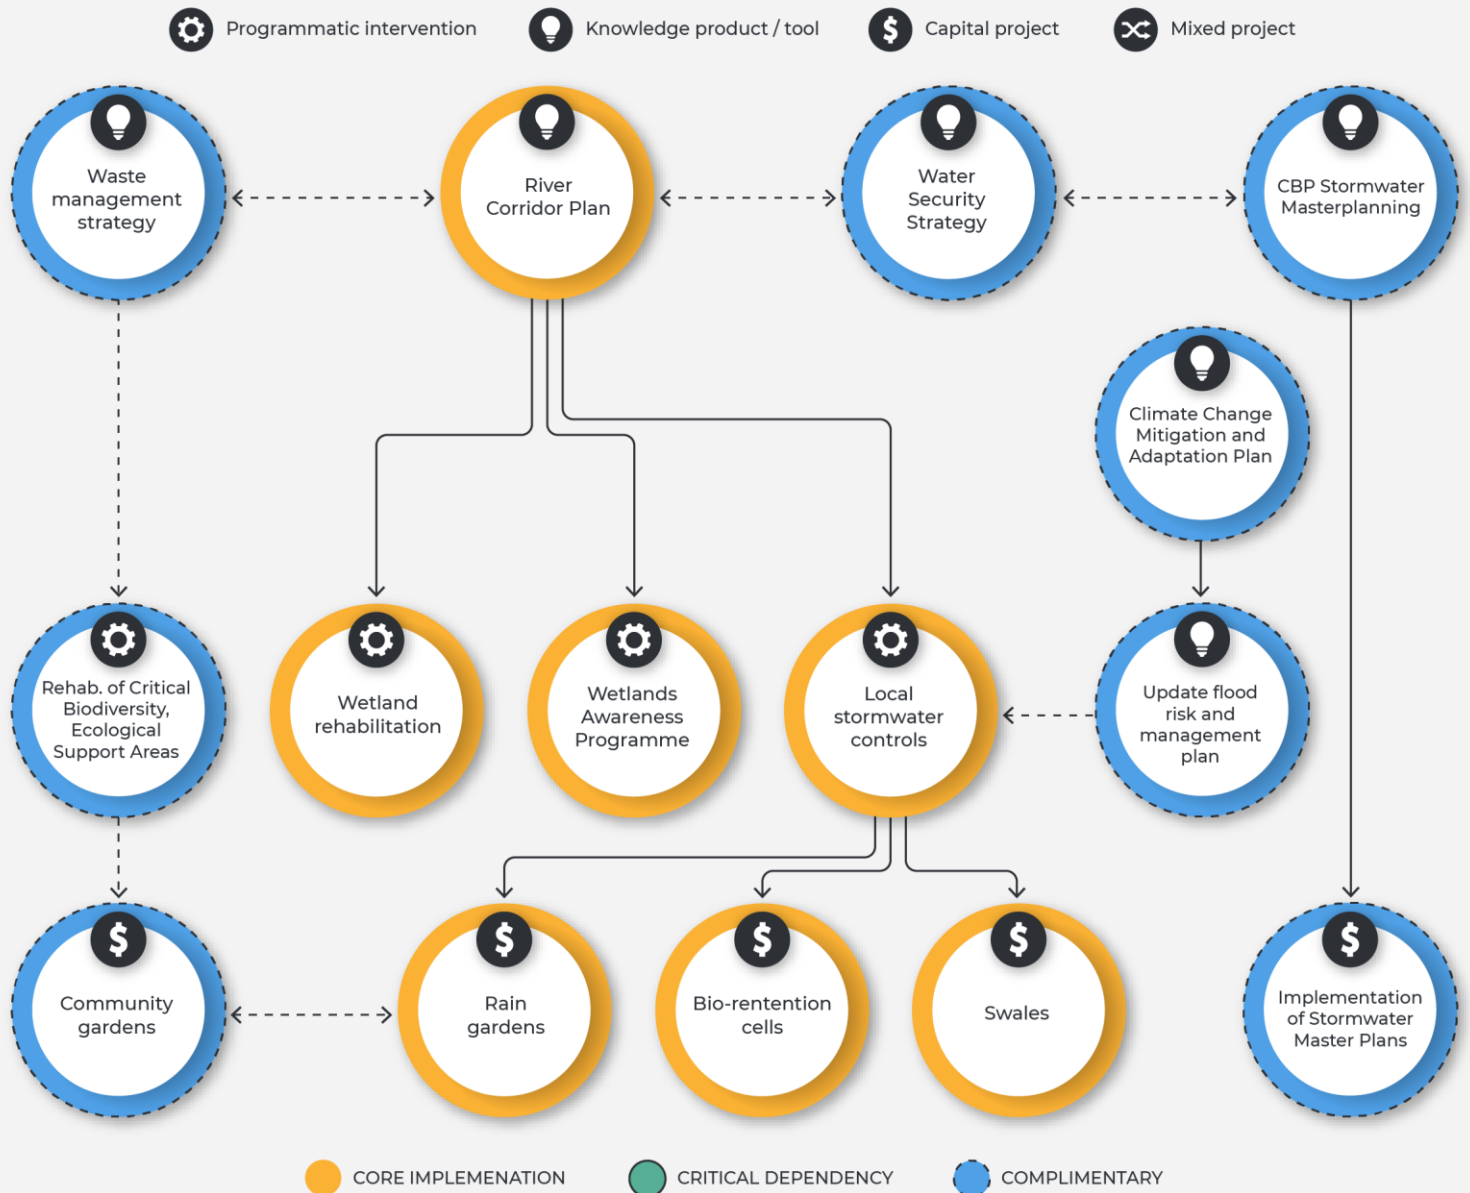 Programmatic intervention
Knowledge product / tool
Capital project
Mixed project
Waste
management
strategy
River
Corridor Plan
Water
Security
Strategy
CBP Stormwater
Masterplanning
Climate Change
Mitigation and
Adaptation Plan
Rehab. of Critical
Biodiversity,
Ecological
Support Areas
Wetland
rehabilitation
Wetlands
Awareness
Programme
Local
stormwater
controls
Update flood
risk and
management
plan
Community
gardens
Rain
gardens
Bio-rentention
cells
Swales
Implementation
of Stormwater
Master Plans
CORE IMPLEMENATION
CRITICAL DEPENDENCY
COMPLIMENTARY